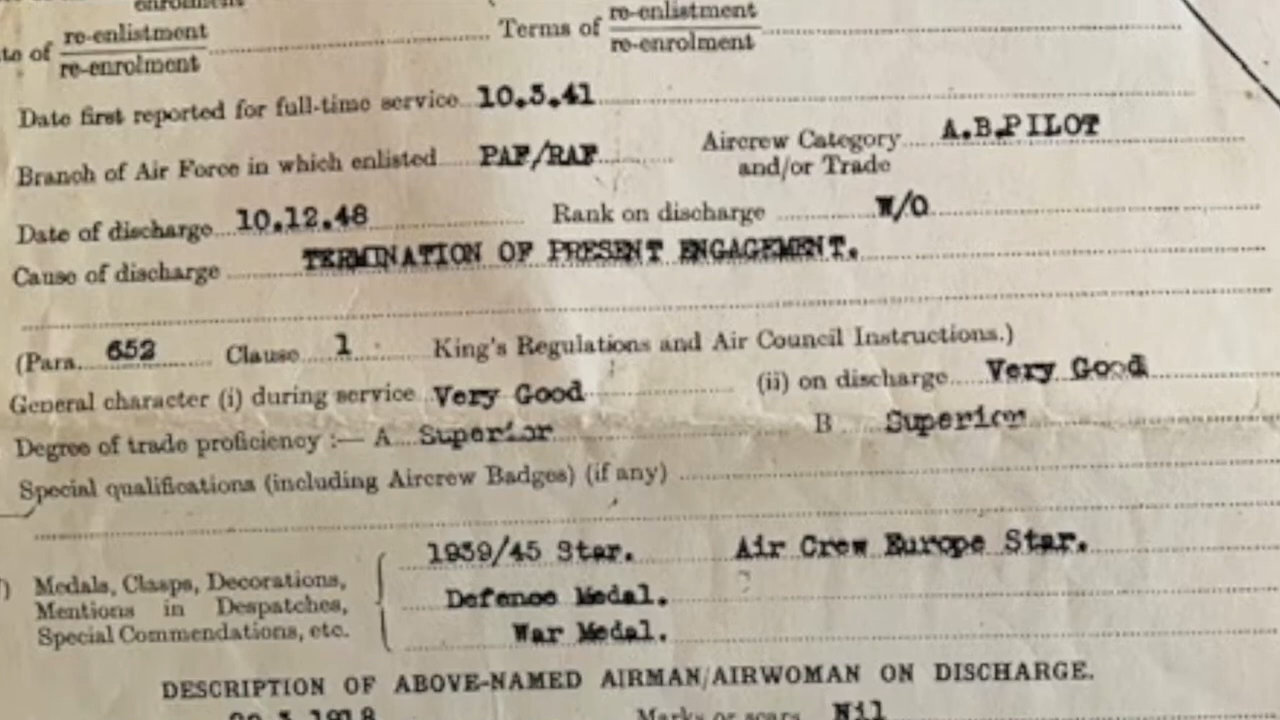 enrolment
re-enlistment Terms of re-enlistment
of re-enrolment re-enrolment
Date first reported for full-time service 10.3.41
Branch of Air Force in which enlisted PAF/RAF Aircrew Category and/or Trade A.B.PILOT
Date of discharge 10.12.48 Rank on discharge W/O
Cause of discharge TERMINATION OF PRESENT ENGAGEMENT.
(Para. 652 Clause 1 King's Regulations and Air Council Instructions.)
General character (i) during service Very Good (ii) on discharge Very Good
Degree of trade proficiency :— A Superior B Superior
Special qualifications (including Aircrew Badges) (if any)
1939/45 Star. Air Crew Europe Star.
) Medals, Clasps, Decorations,
Mentions in Despatches, Defence Medal.
Special Commendations, etc. War Medal.
DESCRIPTION OF ABOVE-NAMED AIRMAN/AIRWOMAN ON DISCHARGE.
1918 Marks or scars Nil